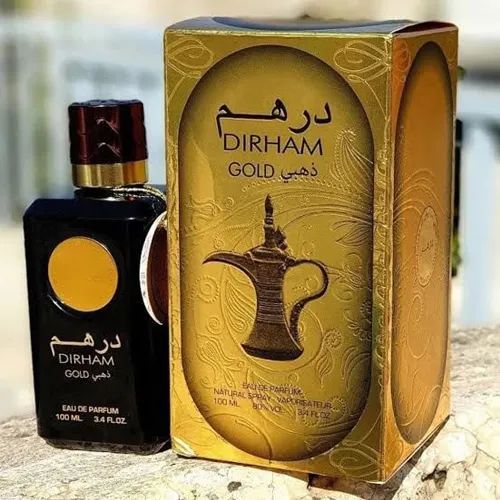 درهم
DIRHAM
GOLD ذهبي
EAU DE PARFUM
100 ML. 3.4 FL.OZ.
درهم
DIRHAM
GOLD ذهبي
EAU DE PARFUM
NATURAL SPRAY - VAPORISATEUR
100 ML. 80% VOL. 3.4 FL.OZ.